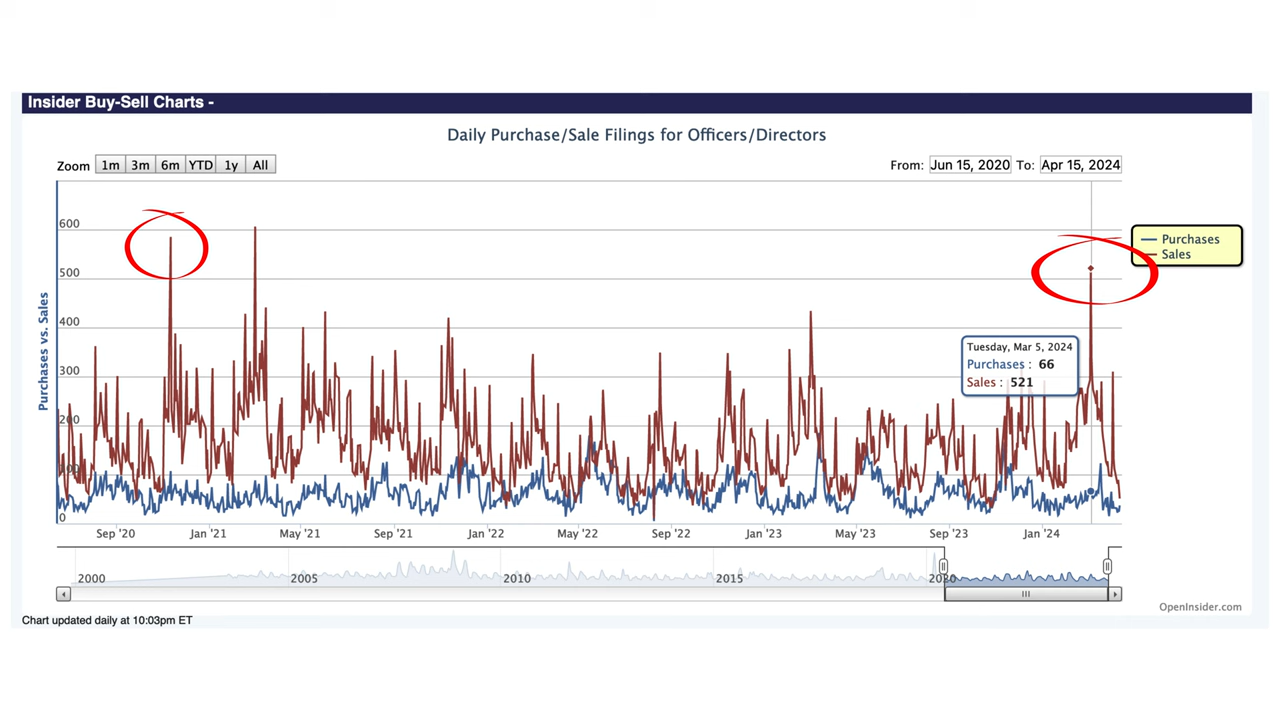 Insider Buy-Sell Charts -
Daily Purchase/Sale Filings for Officers/Directors
Zoom 1m 3m 6m YTD 1y All
From: Jun 15, 2020 To: Apr 15, 2024
Purchases vs. Sales
600
500
400
300
200
100
0
Purchases
Sales
Tuesday, Mar 5, 2024
Purchases : 66
Sales : 521
Sep '20 Jan '21 May '21 Sep '21 Jan '22 May '22 Sep '22 Jan '23 May '23 Sep '23 Jan '24
2000 2005 2010 2015 2020
OpenInsider.com
Chart updated daily at 10:03pm ET